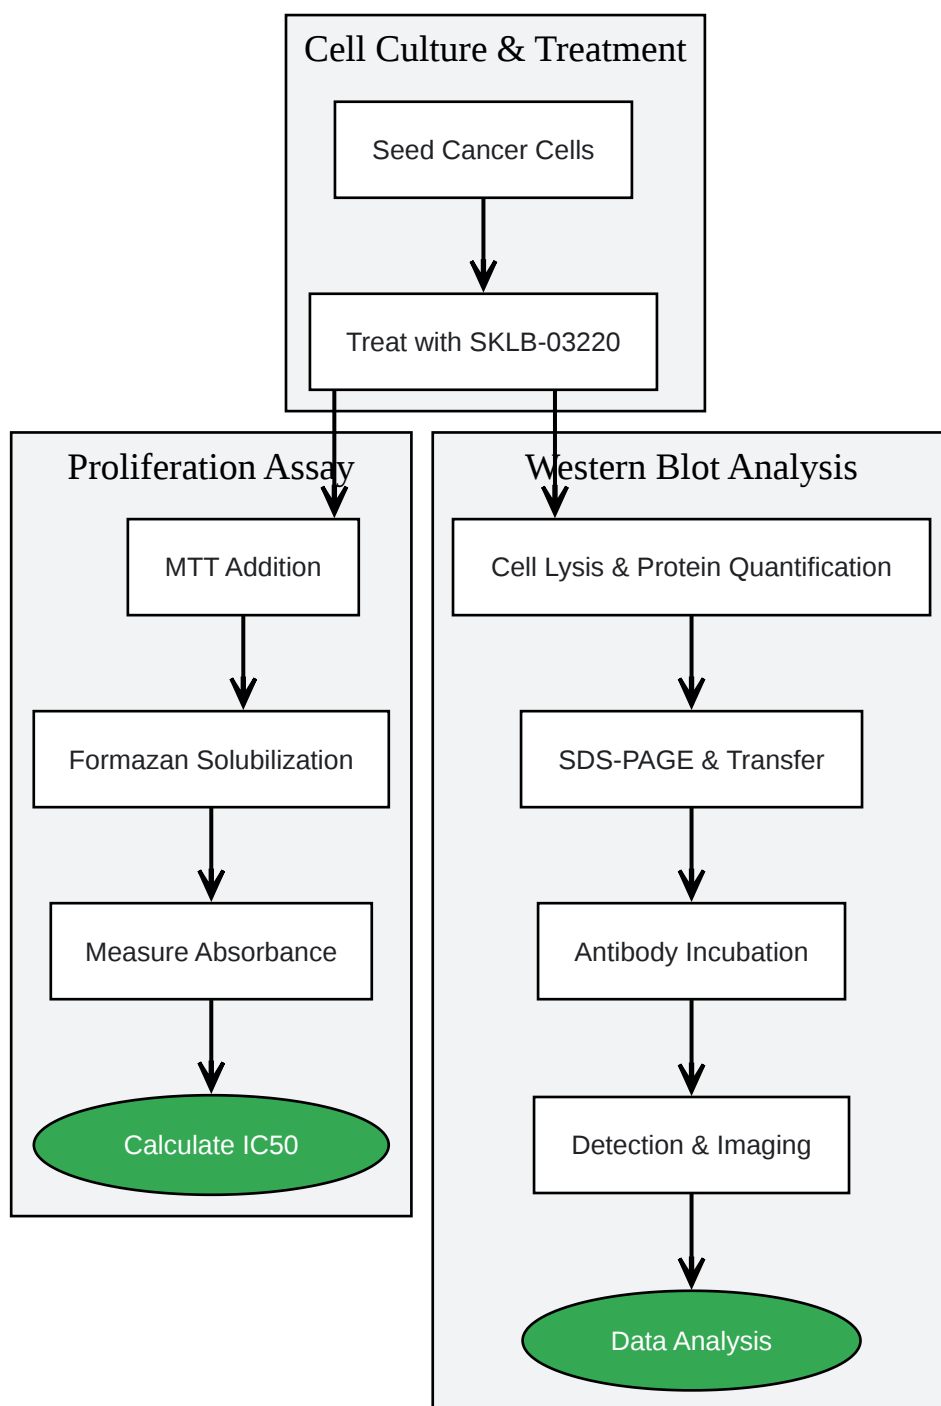 Cell Culture & Treatment
Seed Cancer Cells
Treat with SKLB-03220
Proliferation Assay
MTT Addition
Formazan Solubilization
Measure Absorbance
Calculate IC50
Western Blot Analysis
Cell Lysis & Protein Quantification
SDS-PAGE & Transfer
Antibody Incubation
Detection & Imaging
Data Analysis